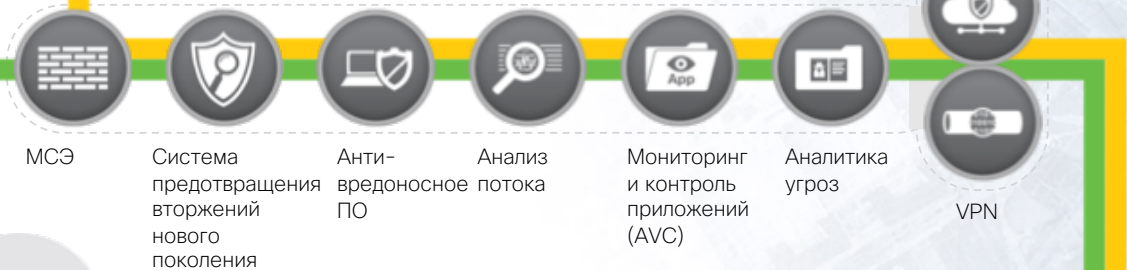 App
МСЭ
Система
предотвращения
вторжений
нового
поколения
Анти-
вредоносное
ПО
Анализ
потока
Мониторинг
и контроль
приложений
(AVC)
Аналитика
угроз
VPN